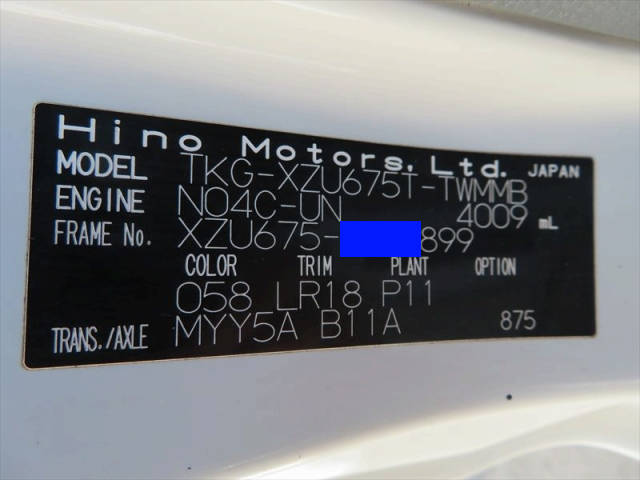 Hino Motors, Ltd. JAPAN
MODEL TKG-XZU675T-TWMMB
ENGINE N04C-UN 4009 mL
FRAME No. XZU675- 899
COLOR TRIM PLANT OPTION
058 LR18 P11
TRANS./AXLE MYY5A B11A 875